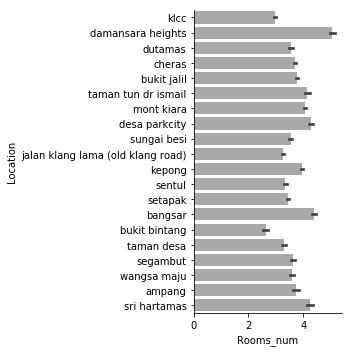 klcc
damansara heights
dutamas
cheras
bukit jalil
taman tun dr ismail
mont kiara
desa parkcity
sungai besi
jalan klang lama (old klang road)
kepong
sentul
setapak
bangsar
bukit bintang
taman desa
segambut
wangsa maju
ampang
sri hartamas
Location
0 2 4
Rooms_num